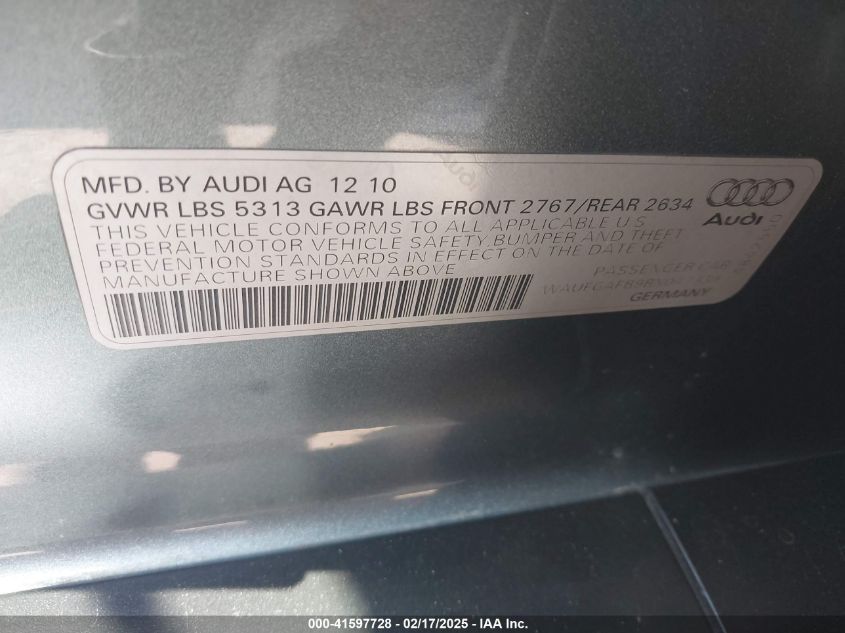 MFD. BY AUDI AG 12 10
GVWR LBS 5313 GAWR LBS FRONT 2767/REAR 2634
THIS VEHICLE CONFORMS TO ALL APPLICABLE U.S.
FEDERAL MOTOR VEHICLE SAFETY, BUMPER AND THEFT
PREVENTION STANDARDS IN EFFECT ON THE DATE OF
MANUFACTURE SHOWN ABOVE
Audi
PASSENGER CAR
GERMANY
000-41597728 - 02/17/2025 - IAA Inc.